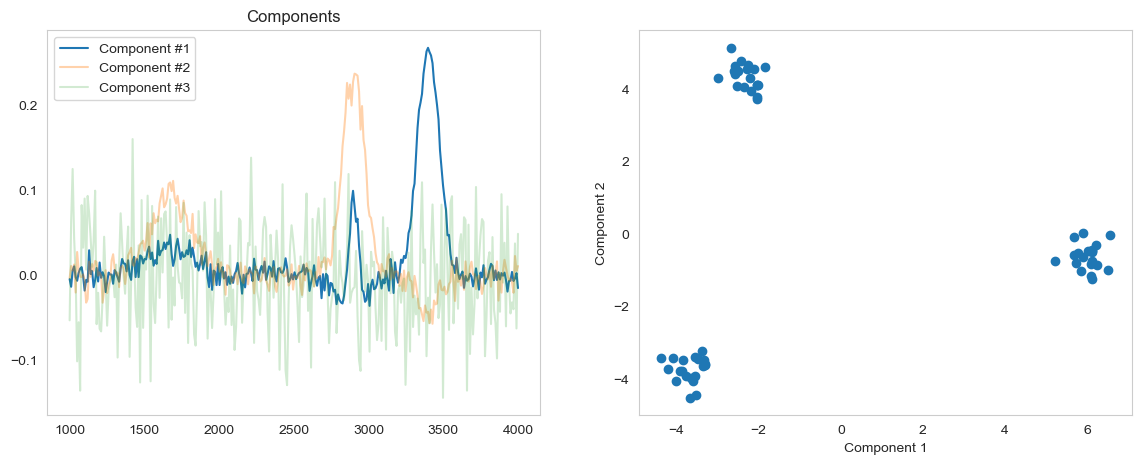 Components
Component #1
Component #2
Component #3
0.2
0.1
0.0
−0.1
1000 1500 2000 2500 3000 3500 4000
Component 2
4
2
0
−2
−4
−4 −2 0 2 4 6
Component 1